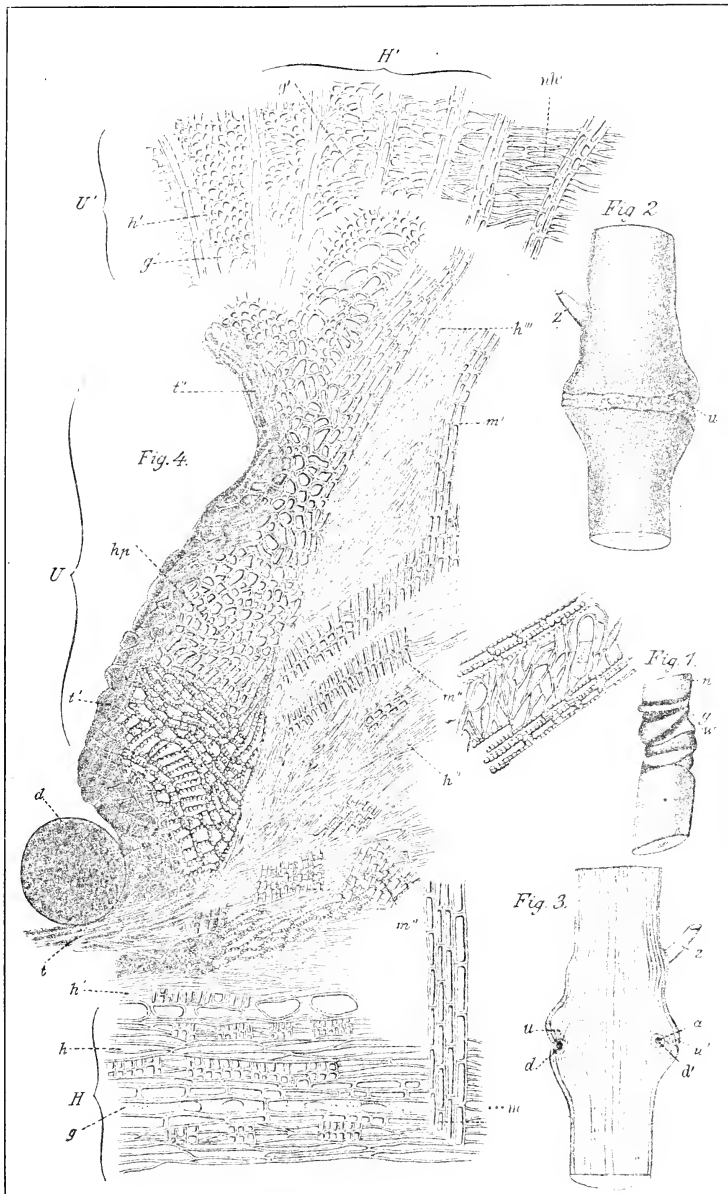 H'
g'
nh'
U'
h'
g'
Fig 2
z
u
h'''
t''
m'
Fig. 4.
hp
U
t'
m''
h''
Fig. 1.
n
g
w
d
t
Fig. 3.
m''
z
h'
u
a
d
u'
d'
h
H
g
m